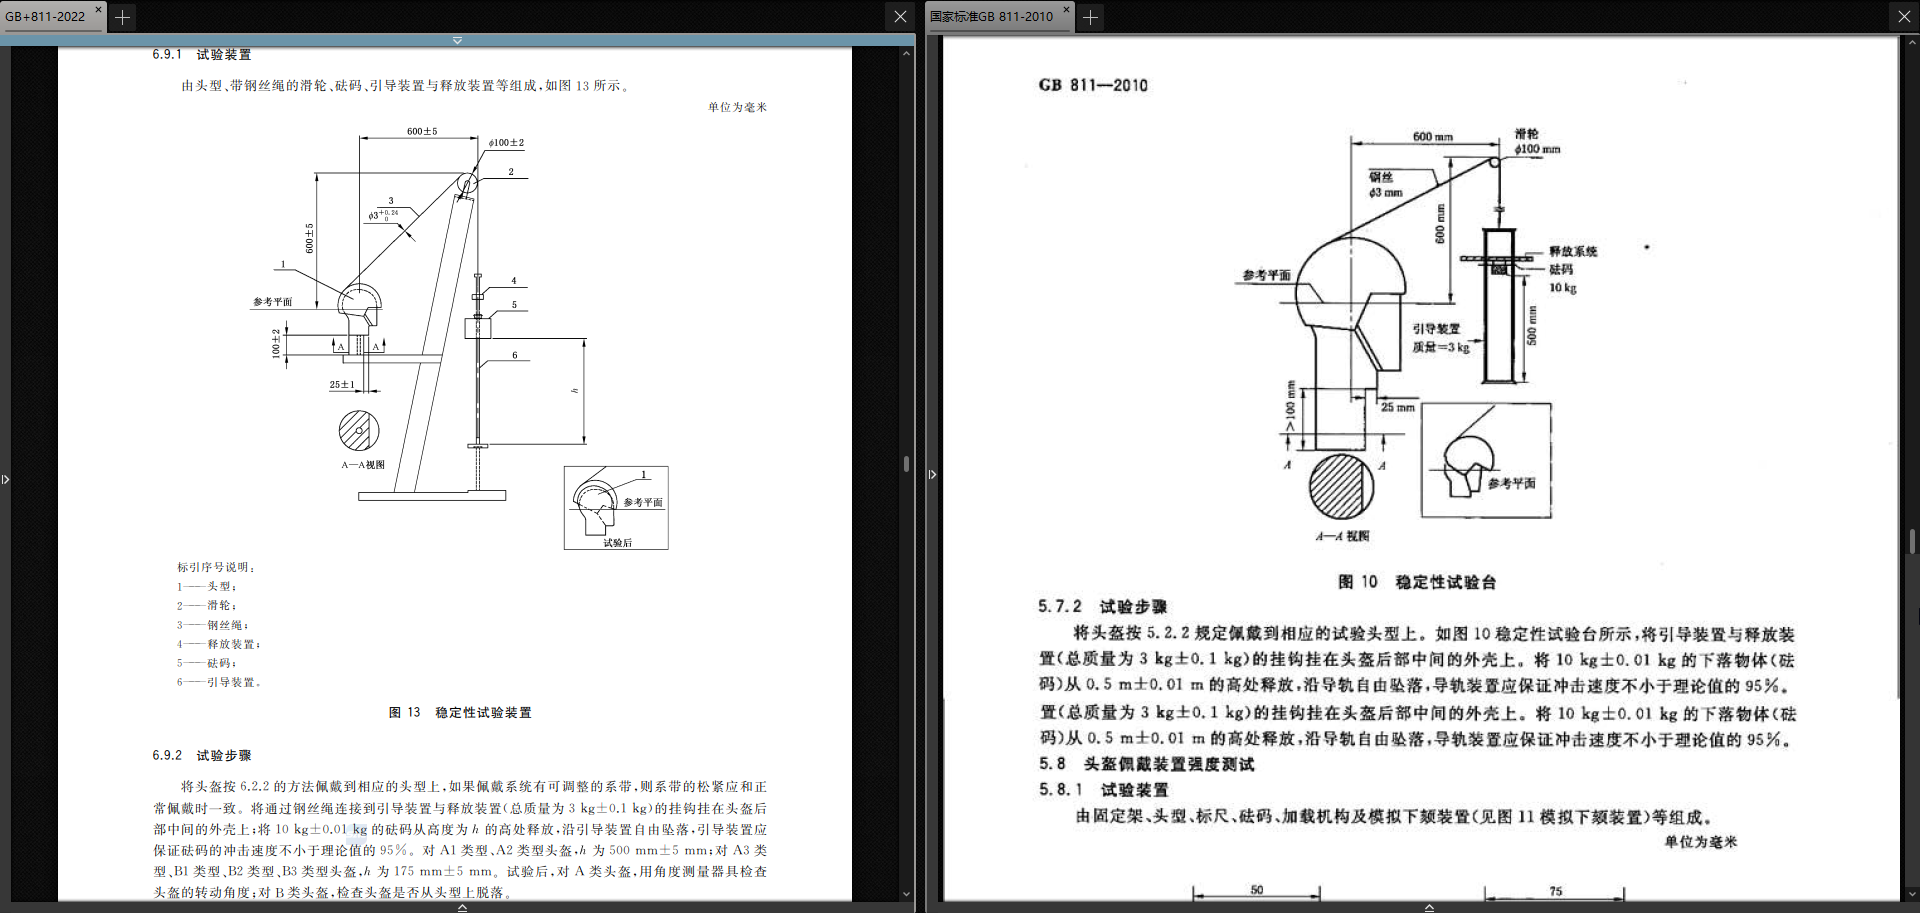 GB+811-2022
国家标准GB 811-2010
6.9.1 试验装置
由头型、带钢丝绳的滑轮、砝码、引导装置与释放装置等组成,如图 13 所示。
单位为毫米
600±5
ϕ100±2
2
3
ϕ3 +0.24 0
600±5
1
4
参考平面
5
100±2
A
A
6
25±1
h
A—A视图
1
参考平面
试验后
标引序号说明:
1——头型;
2——滑轮;
3——钢丝绳;
4——释放装置;
5——砝码;
6——引导装置。
图 13 稳定性试验装置
6.9.2 试验步骤
将头盔按 6.2.2 的方法佩戴到相应的头型上,如果佩戴系统有可调整的系带,则系带的松紧应和正
常佩戴时一致。将通过钢丝绳连接到引导装置与释放装置(总质量为 3 kg±0.1 kg)的挂钩挂在头盔后
部中间的外壳上;将 10 kg±0.01 kg 的砝码从高度为 h 的高处释放,沿引导装置自由坠落,引导装置应
保证砝码的冲击速度不小于理论值的 95%。对 A1 类型、A2 类型头盔,h 为 500 mm±5 mm;对 A3 类
型、B1 类型、B2 类型、B3 类型头盔,h 为 175 mm±5 mm。试验后,对 A 类头盔,用角度测量器具检查
头盔的转动角度;对 B 类头盔,检查头盔是否从头型上脱落。
GB 811—2010
600 mm
滑轮
ϕ100 mm
钢丝
ϕ3 mm
600 mm
释放系统
砝码
10 kg
参考平面
500 mm
引导装置
质量=3 kg
>100 mm
25 mm
A
A
参考平面
A—A 视图
图 10 稳定性试验台
5.7.2 试验步骤
将头盔按 5.2.2 规定佩戴到相应的试验头型上。如图 10 稳定性试验台所示,将引导装置与释放装
置(总质量为 3 kg±0.1 kg)的挂钩挂在头盔后部中间的外壳上。将 10 kg±0.01 kg 的下落物体(砝
码)从 0.5 m±0.01 m 的高处释放,沿导轨自由坠落,导轨装置应保证冲击速度不小于理论值的 95%。
置(总质量为 3 kg±0.1 kg)的挂钩挂在头盔后部中间的外壳上。将 10 kg±0.01 kg 的下落物体(砝
码)从 0.5 m±0.01 m 的高处释放,沿导轨自由坠落,导轨装置应保证冲击速度不小于理论值的 95%。
5.8 头盔佩戴装置强度测试
5.8.1 试验装置
由固定架、头型、标尺、砝码、加载机构及模拟下颏装置(见图 11 模拟下颏装置)等组成。
单位为毫米
50
75